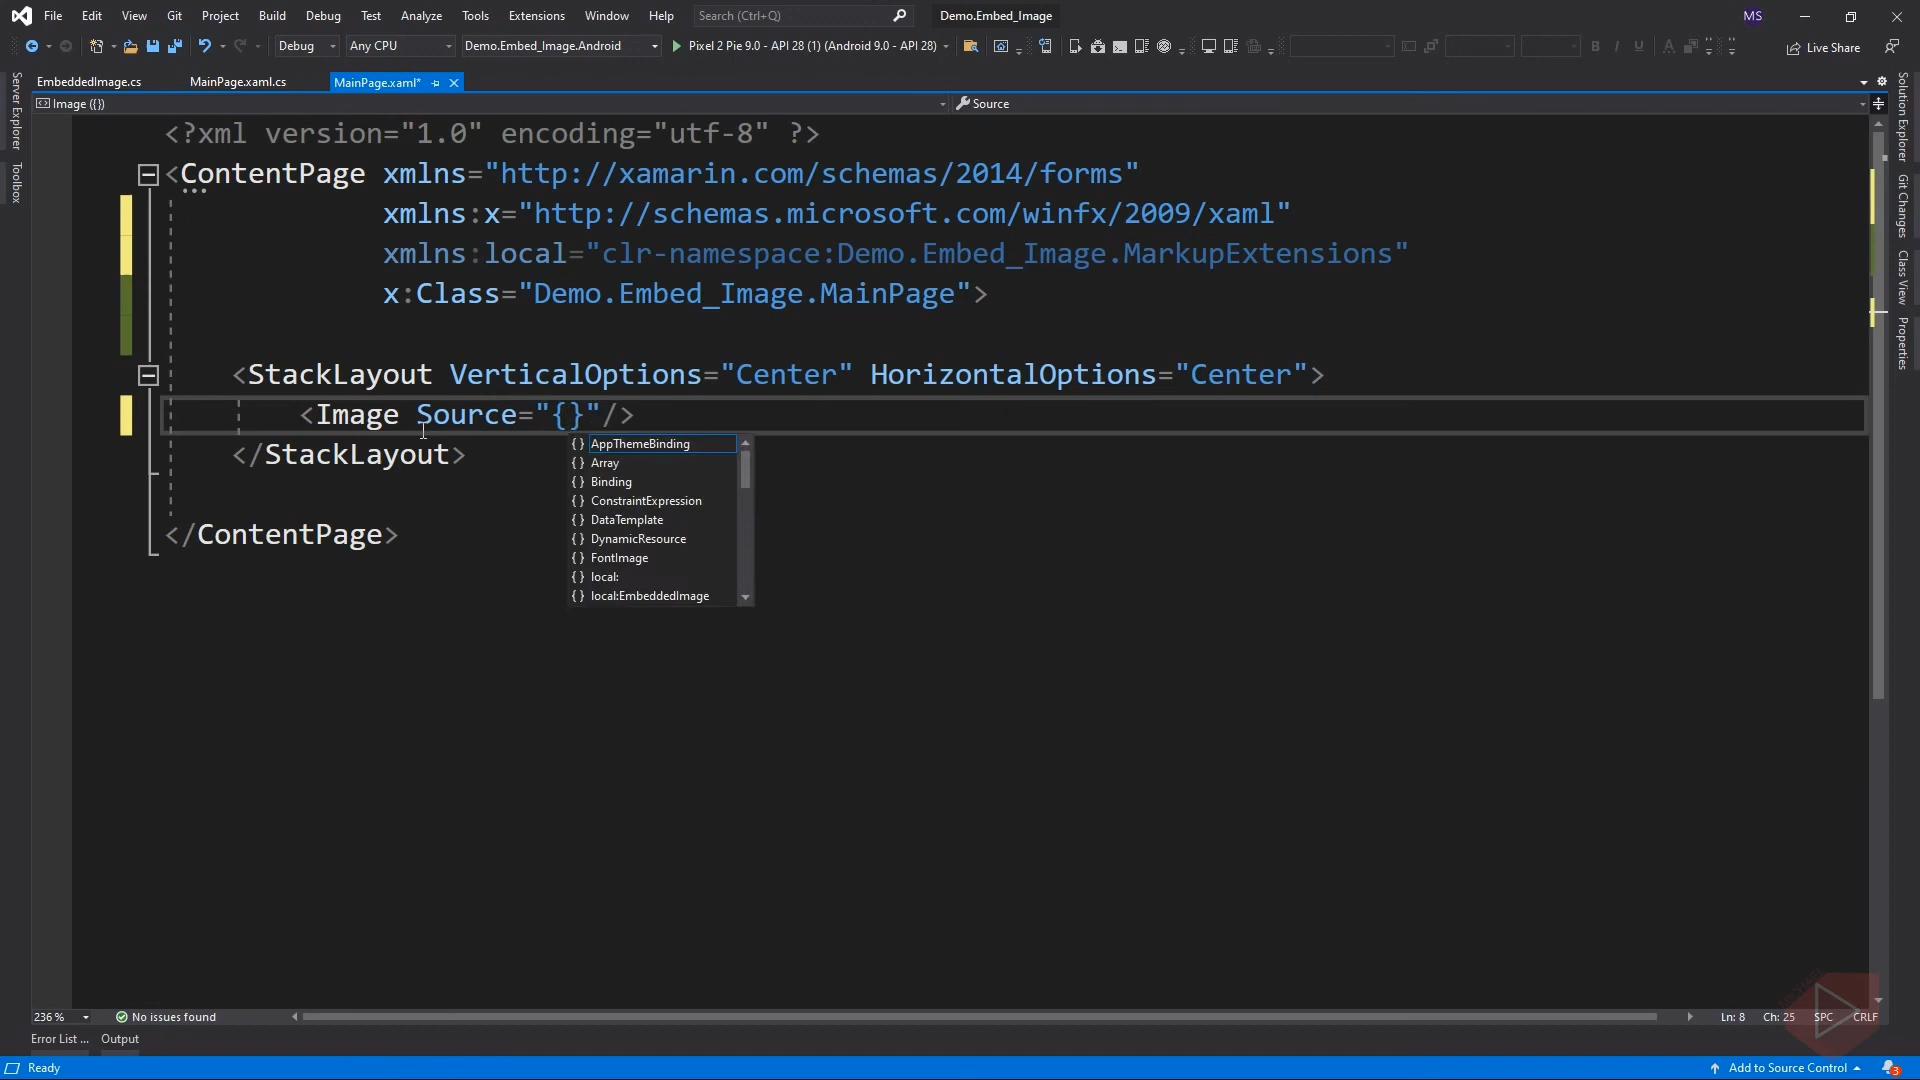 File Edit View Git Project Build Debug Test Analyze Tools Extensions Window Help Search (Ctrl+Q) Demo.Embed_Image MS
Debug Any CPU Demo.Embed_Image.Android Pixel 2 Pie 9.0 - API 28 (1) (Android 9.0 - API 28) B I U A Live Share
EmbeddedImage.cs MainPage.xaml.cs MainPage.xaml*
Image ({}) Source
Server Explorer
Toolbox
<?xml version="1.0" encoding="utf-8" ?>
<ContentPage xmlns="http://xamarin.com/schemas/2014/forms"
xmlns:x="http://schemas.microsoft.com/winfx/2009/xaml"
xmlns:local="clr-namespace:Demo.Embed_Image.MarkupExtensions"
x:Class="Demo.Embed_Image.MainPage">
<StackLayout VerticalOptions="Center" HorizontalOptions="Center">
<Image Source="{}"/>
</StackLayout>
</ContentPage>
{ } AppThemeBinding
{ } Array
{ } Binding
{ } ConstraintExpression
{ } DataTemplate
{ } DynamicResource
{ } FontImage
{ } local:
{ } local:EmbeddedImage
Solution Explorer
Git Changes
Class View
Properties
236 % No issues found Ln: 8 Ch: 25 SPC CRLF
Error List ... Output
Ready Add to Source Control 3